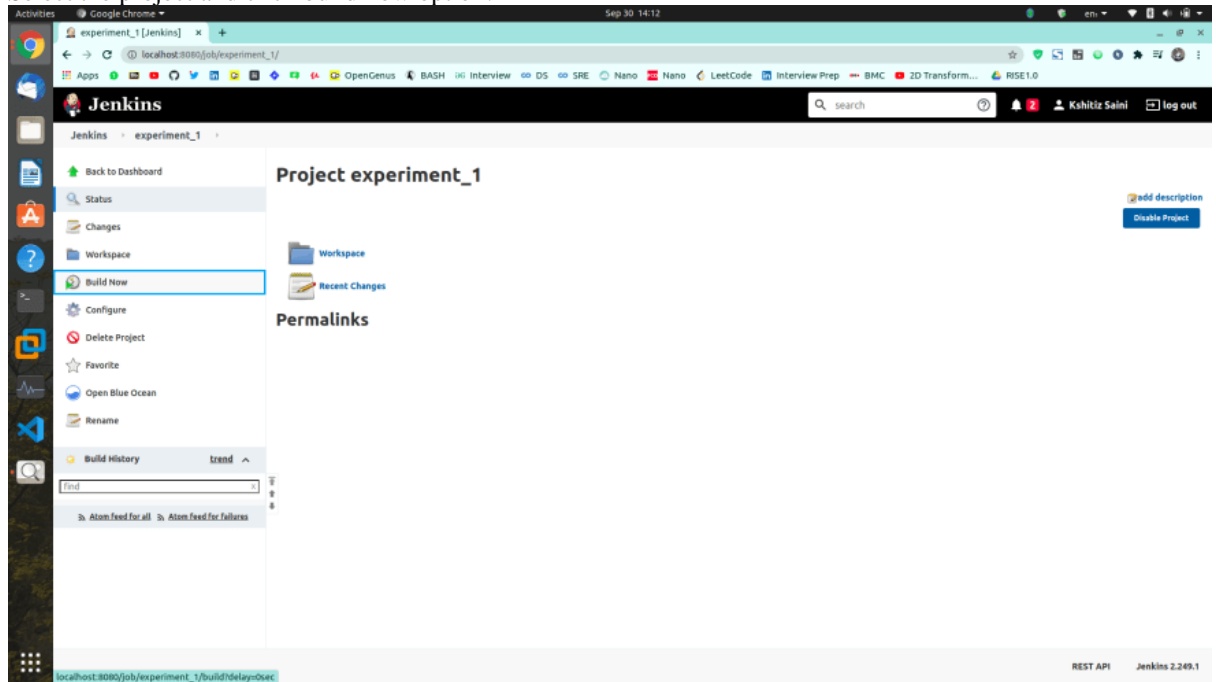 Activities Google Chrome Sep 30 14:12 en
experiment_1 [Jenkins]
localhost:8080/job/experiment_1/
Apps OpenGenus BASH Interview DS SRE Nano Nano LeetCode Interview Prep BMC 2D Transform... RISE1.0
Jenkins search 2 Kshitiz Saini log out
Jenkins experiment_1
Back to Dashboard
Project experiment_1
Status
add description
Changes
Disable Project
Workspace
Workspace
Build Now
Recent Changes
Configure
Permalinks
Delete Project
Favorite
Open Blue Ocean
Rename
Build History trend
find x
Atom feed for all Atom feed for failures
REST API Jenkins 2.249.1
localhost:8080/job/experiment_1/build?delay=0sec